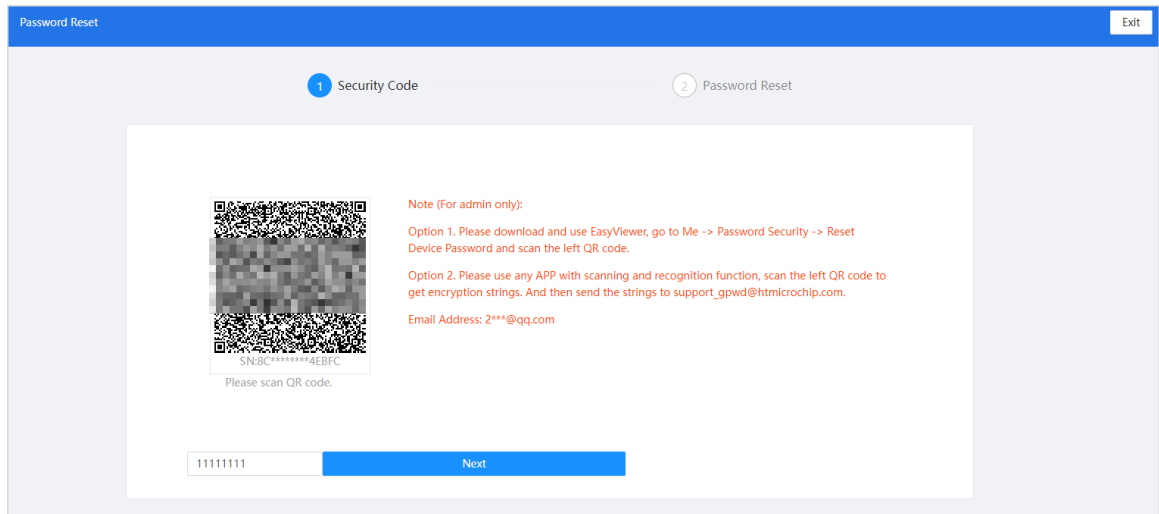 Password Reset
Exit
1 Security Code
2 Password Reset
Note (For admin only):
Option 1. Please download and use EasyViewer, go to Me -> Password Security -> Reset
Device Password and scan the left QR code.
Option 2. Please use any APP with scanning and recognition function, scan the left QR code to
get encryption strings. And then send the strings to support_gpwd@htmicrochip.com.
Email Address: 2***@qq.com
SN:8C********4EBFC
Please scan QR code.
11111111
Next